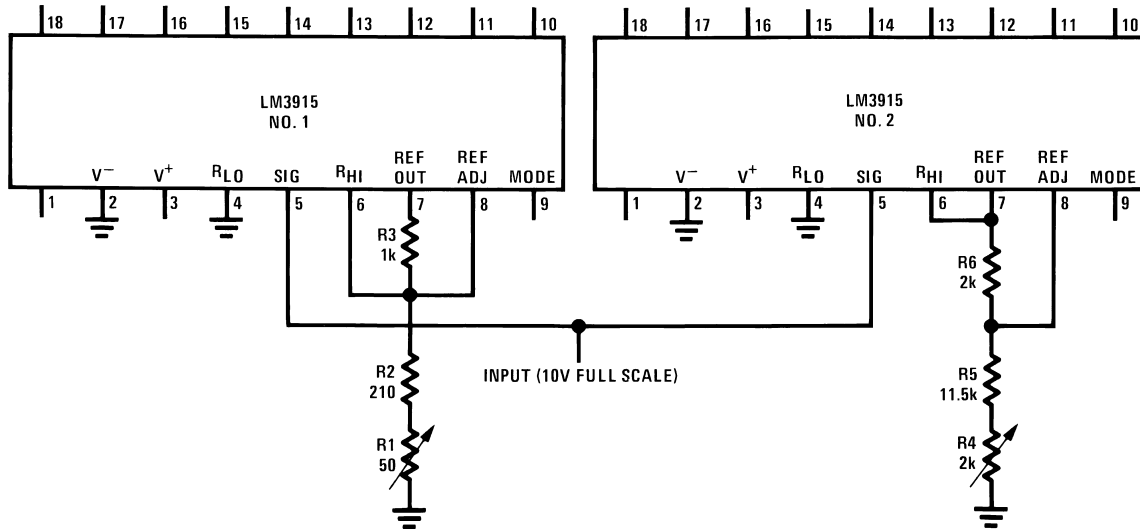 18 17 16 15 14 13 12 11 10
18 17 16 15 14 13 12 11 10
LM3915
NO. 1
LM3915
NO. 2
V− V+ RLO SIG RHI REF OUT REF ADJ MODE
V− V+ RLO SIG RHI REF OUT REF ADJ MODE
1 2 3 4 5 6 7 8 9
1 2 3 4 5 6 7 8 9
R3
1k
R6
2k
INPUT (10V FULL SCALE)
R2
210
R5
11.5k
R1
50
R4
2k